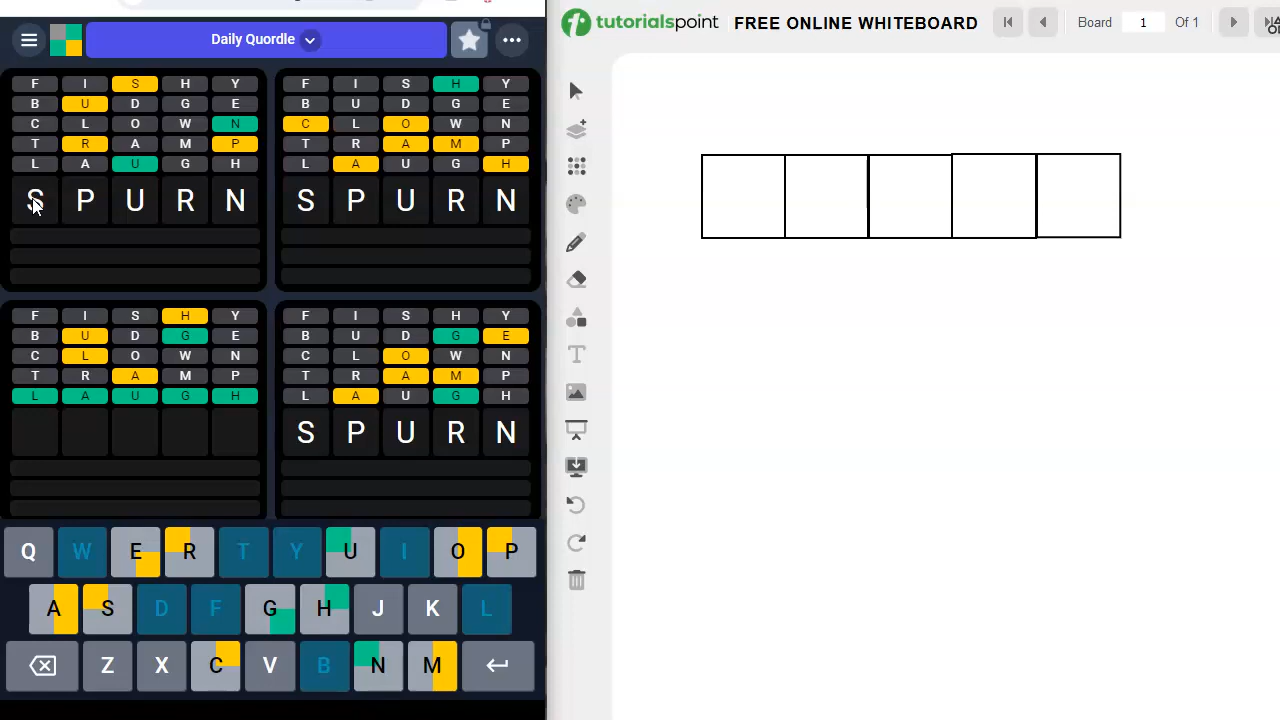 Daily Quordle
tutorialspoint FREE ONLINE WHITEBOARD Board 1 Of 1
F I S H Y
B U D G E
C L O W N
T R A M P
L A U G H
S P U R N
F I S H Y
B U D G E
C L O W N
T R A M P
L A U G H
S P U R N
F I S H Y
B U D G E
C L O W N
T R A M P
L A U G H
F I S H Y
B U D G E
C L O W N
T R A M P
L A U G H
S P U R N
Q W E R T Y U I O P
A S D F G H J K L
Z X C V B N M
T